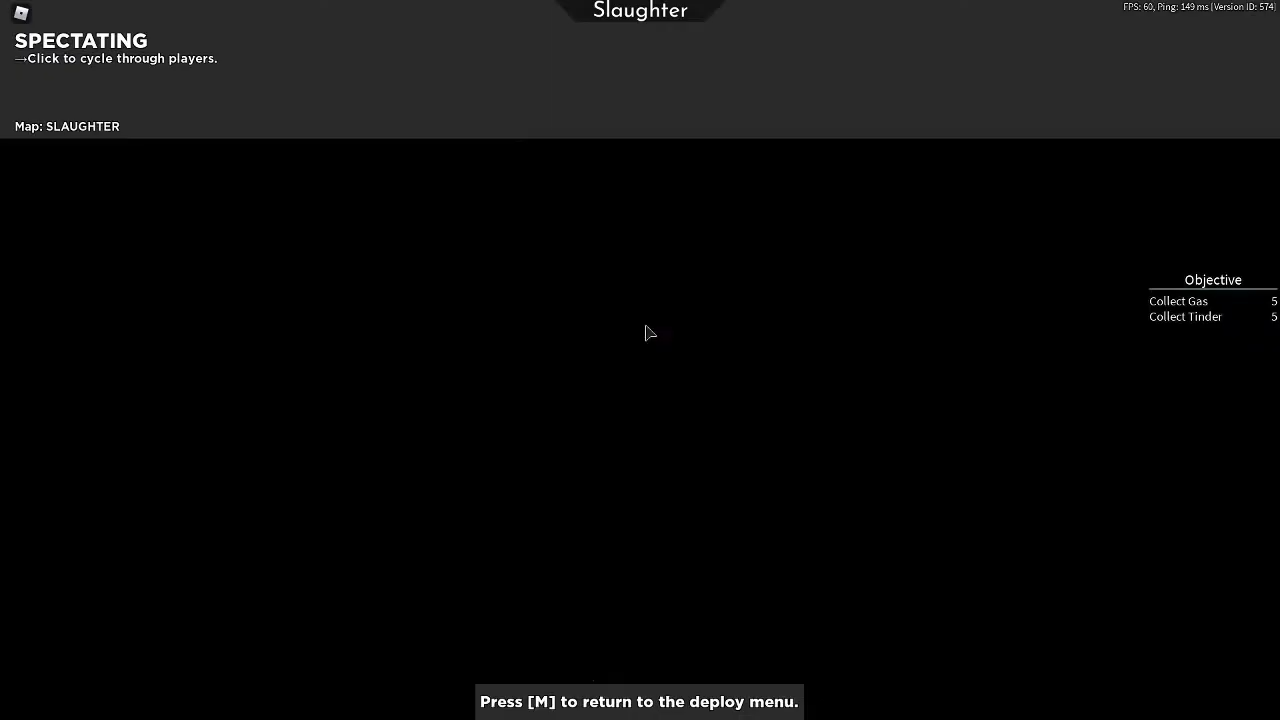 Slaughter
FPS: 60, Ping: 149 ms [Version ID: 574]
SPECTATING
→Click to cycle through players.
Map: SLAUGHTER
Objective
Collect Gas 5
Collect Tinder 5
Press [M] to return to the deploy menu.